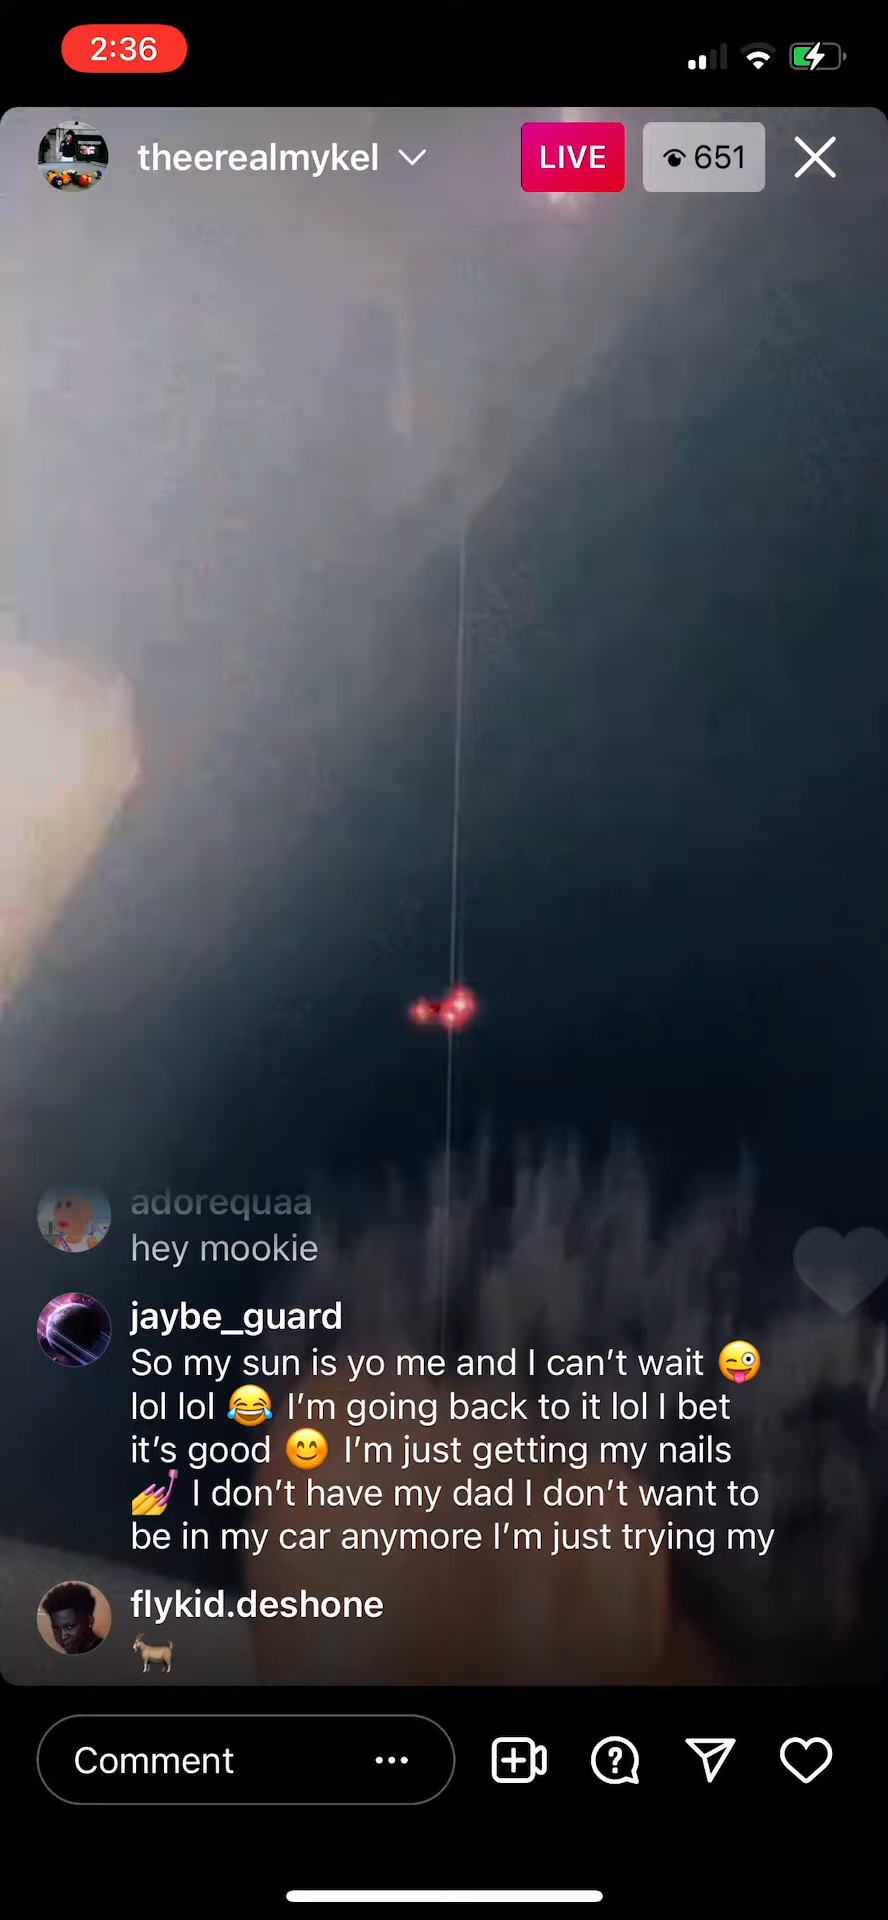 2:36
theerealmykel
LIVE
651
adorequaa
hey mookie
jaybe_guard
So my sun is yo me and I can’t wait 😜
lol lol 😂 I’m going back to it lol I bet
it’s good 😊 I’m just getting my nails
💅 I don’t have my dad I don’t want to
be in my car anymore I’m just trying my
flykid.deshone
🐐
Comment